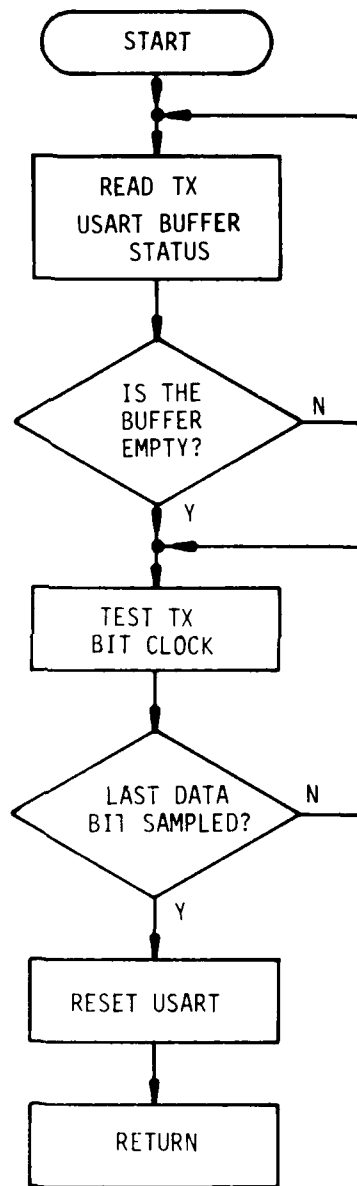 START
READ TX
USART BUFFER
STATUS
IS THE
BUFFER
EMPTY?
N
Y
TEST TX
BIT CLOCK
LAST DATA
BIT SAMPLED?
N
Y
RESET USART
RETURN